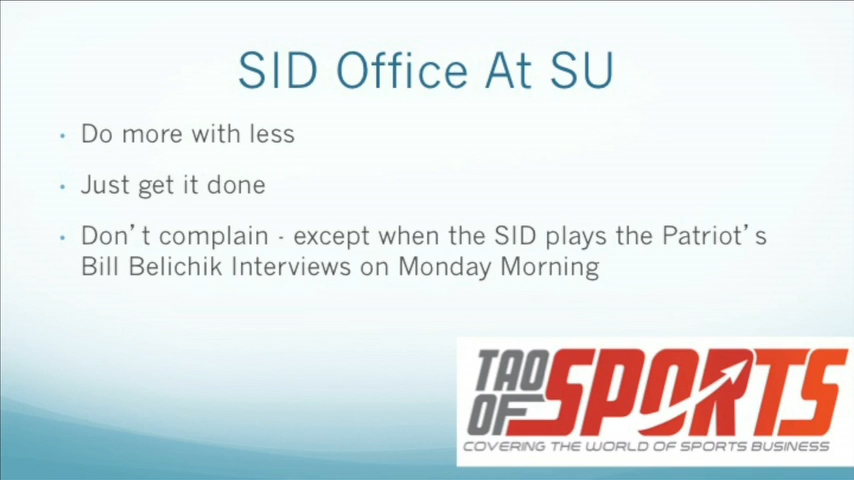 SID Office At SU
• Do more with less
• Just get it done
• Don’t complain - except when the SID plays the Patriot’s
Bill Belichik Interviews on Monday Morning
TAO
OF SPORTS
COVERING THE WORLD OF SPORTS BUSINESS